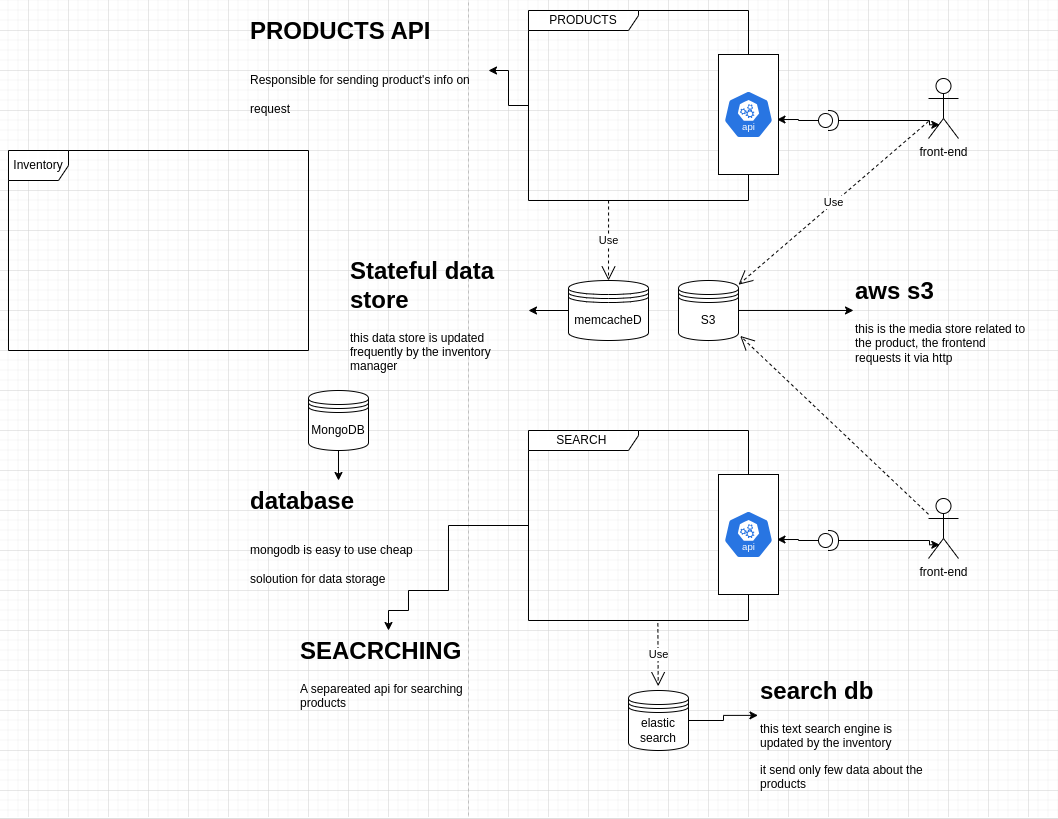 PRODUCTS API
Responsible for sending product's info on
request
PRODUCTS
api
front-end
Inventory
Use
Use
Stateful data
store
this data store is updated
frequently by the inventory
manager
memcacheD
S3
aws s3
this is the media store related to
the product, the frontend
requests it via http
MongoDB
database
mongodb is easy to use cheap
soloution for data storage
SEARCH
api
front-end
SEACRCHING
A separeated api for searching
products
Use
elastic
search
search db
this text search engine is
updated by the inventory
it send only few data about the
products